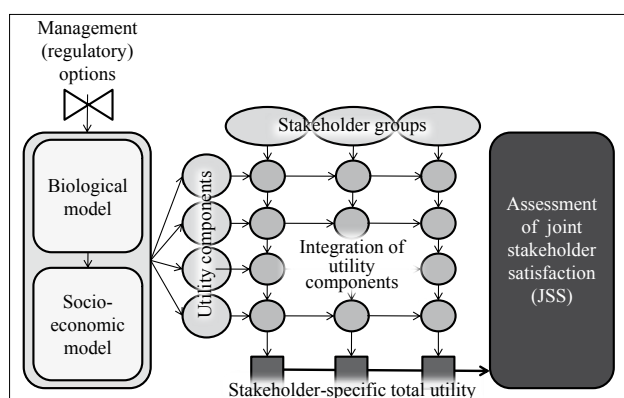 Management
(regulatory)
options
Biological
model
Socio-
economic
model
Utility components
Stakeholder groups
Integration of
utility
components
Stakeholder-specific total utility
Assessment
of joint
stakeholder
satisfaction
(JSS)